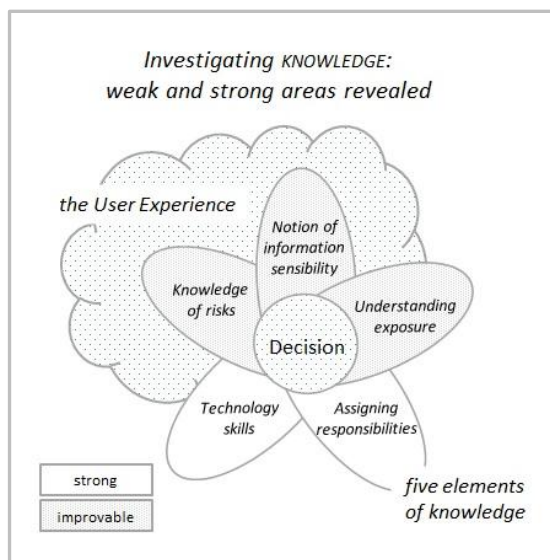 Investigating KNOWLEDGE:
weak and strong areas revealed
the User Experience
Notion of
information
sensibility
Knowledge
of risks
Understanding
exposure
Decision
Technology
skills
Assigning
responsibilities
strong
improvable
five elements
of knowledge